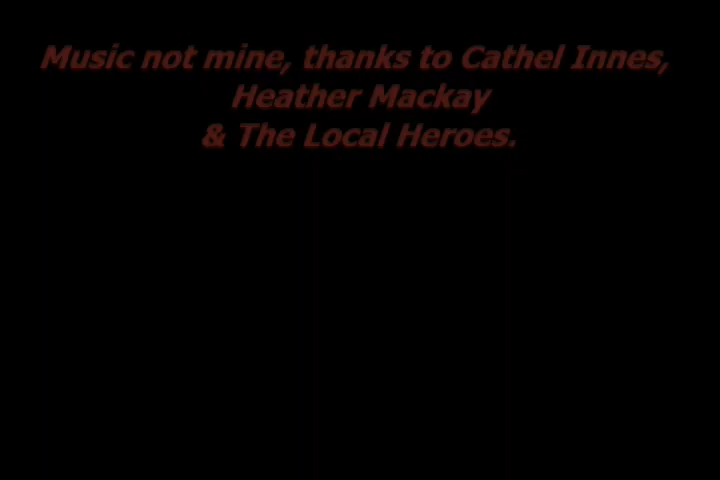 Music not mine, thanks to Cathel Innes,
Heather Mackay
& The Local Heroes.